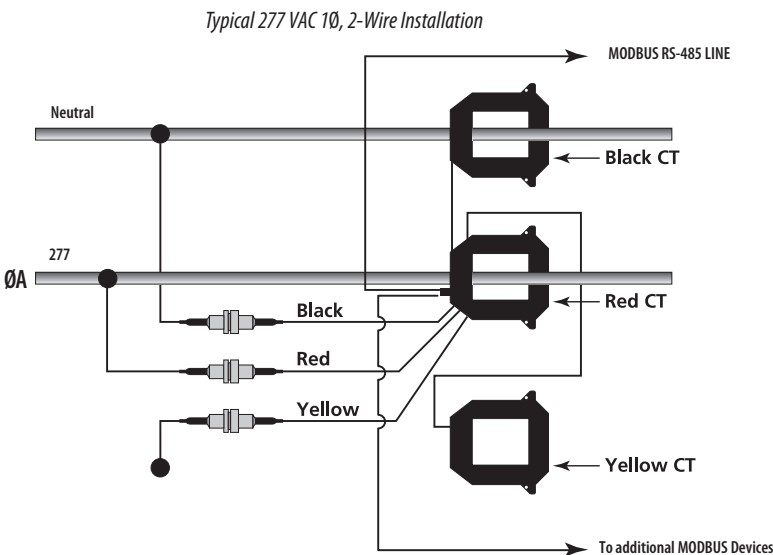 Typical 277 VAC 1Ø, 2-Wire Installation
MODBUS RS-485 LINE
Neutral
Black CT
277
ØA
Red CT
Black
Red
Yellow
Yellow CT
To additional MODBUS Devices